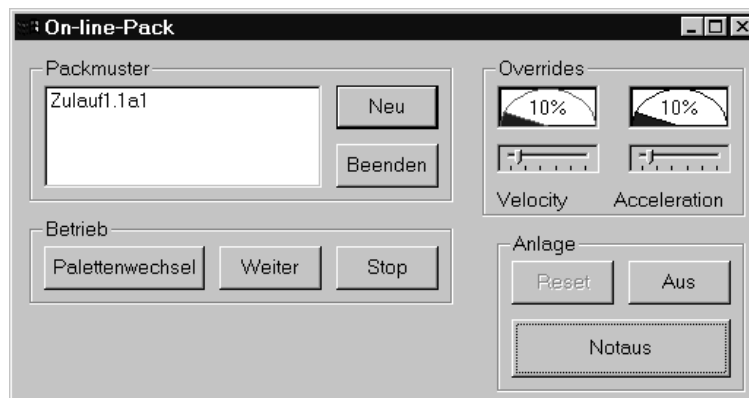 On-line-Pack
Packmuster
Zulauf1.1a1
Neu
Beenden
Overrides
10%
10%
Velocity
Acceleration
Betrieb
Palettenwechsel
Weiter
Stop
Anlage
Reset
Aus
Notaus